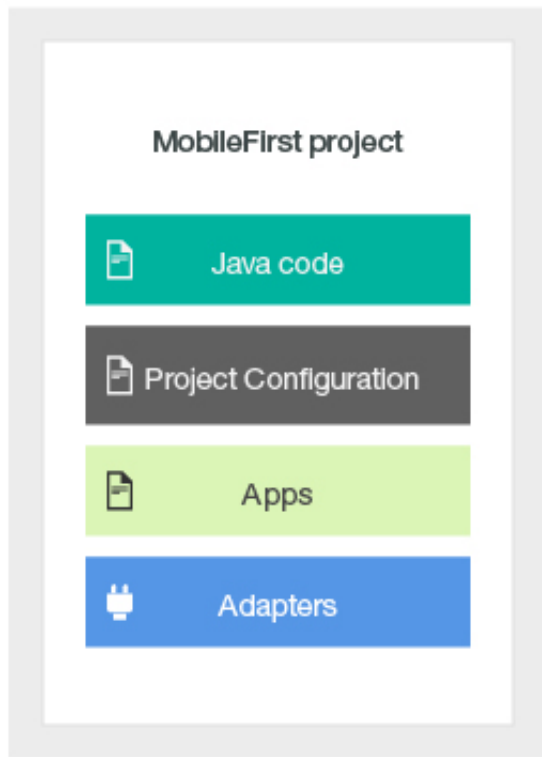 MobileFirst project
Java code
Project Configuration
Apps
Adapters